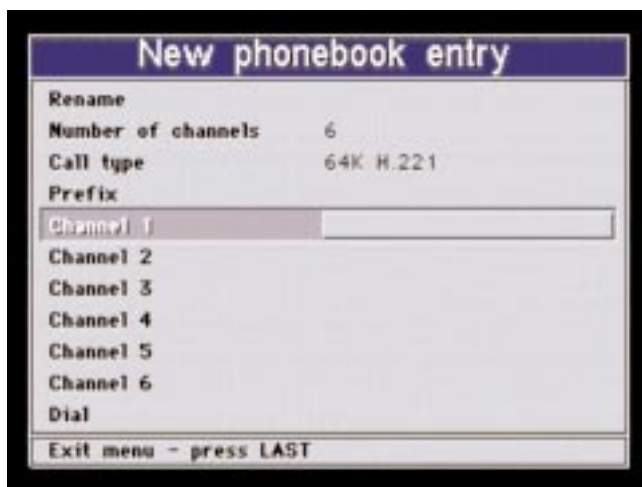 New phonebook entry
Rename
Number of channels 6
Call type 64K H.221
Prefix
Channel 1
Channel 2
Channel 3
Channel 4
Channel 5
Channel 6
Dial
Exit menu - press LAST